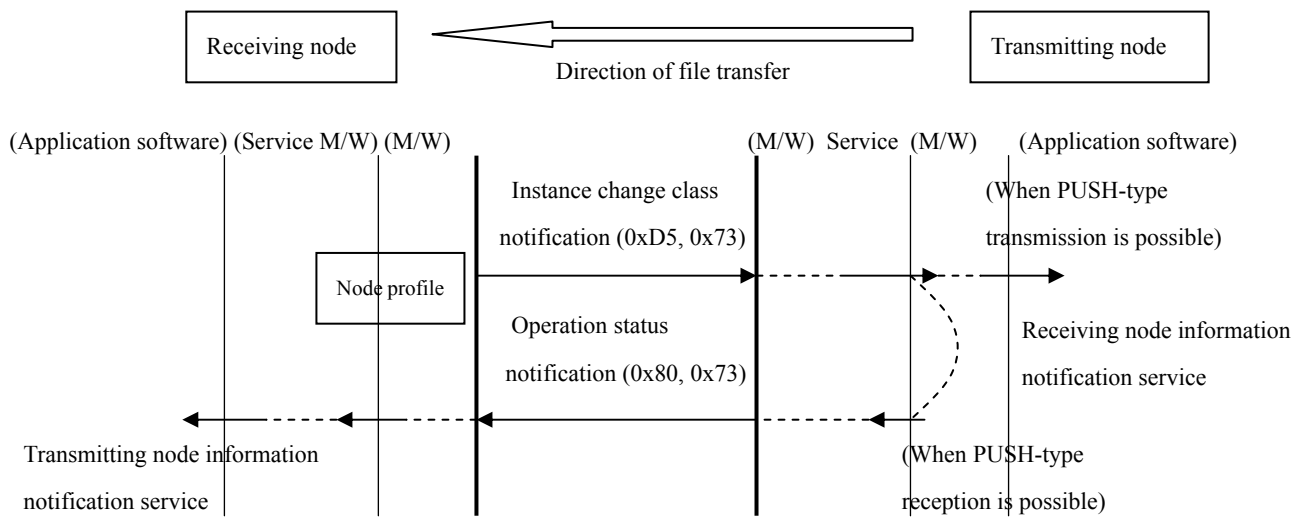 Receiving node
Transmitting node
Direction of file transfer
(Application software) (Service M/W) (M/W)
(M/W) Service (M/W)
(Application software)
Instance change class
notification (0xD5, 0x73)
(When PUSH-type
transmission is possible)
Node profile
Operation status
notification (0x80, 0x73)
Receiving node information
notification service
Transmitting node information
notification service
(When PUSH-type
reception is possible)